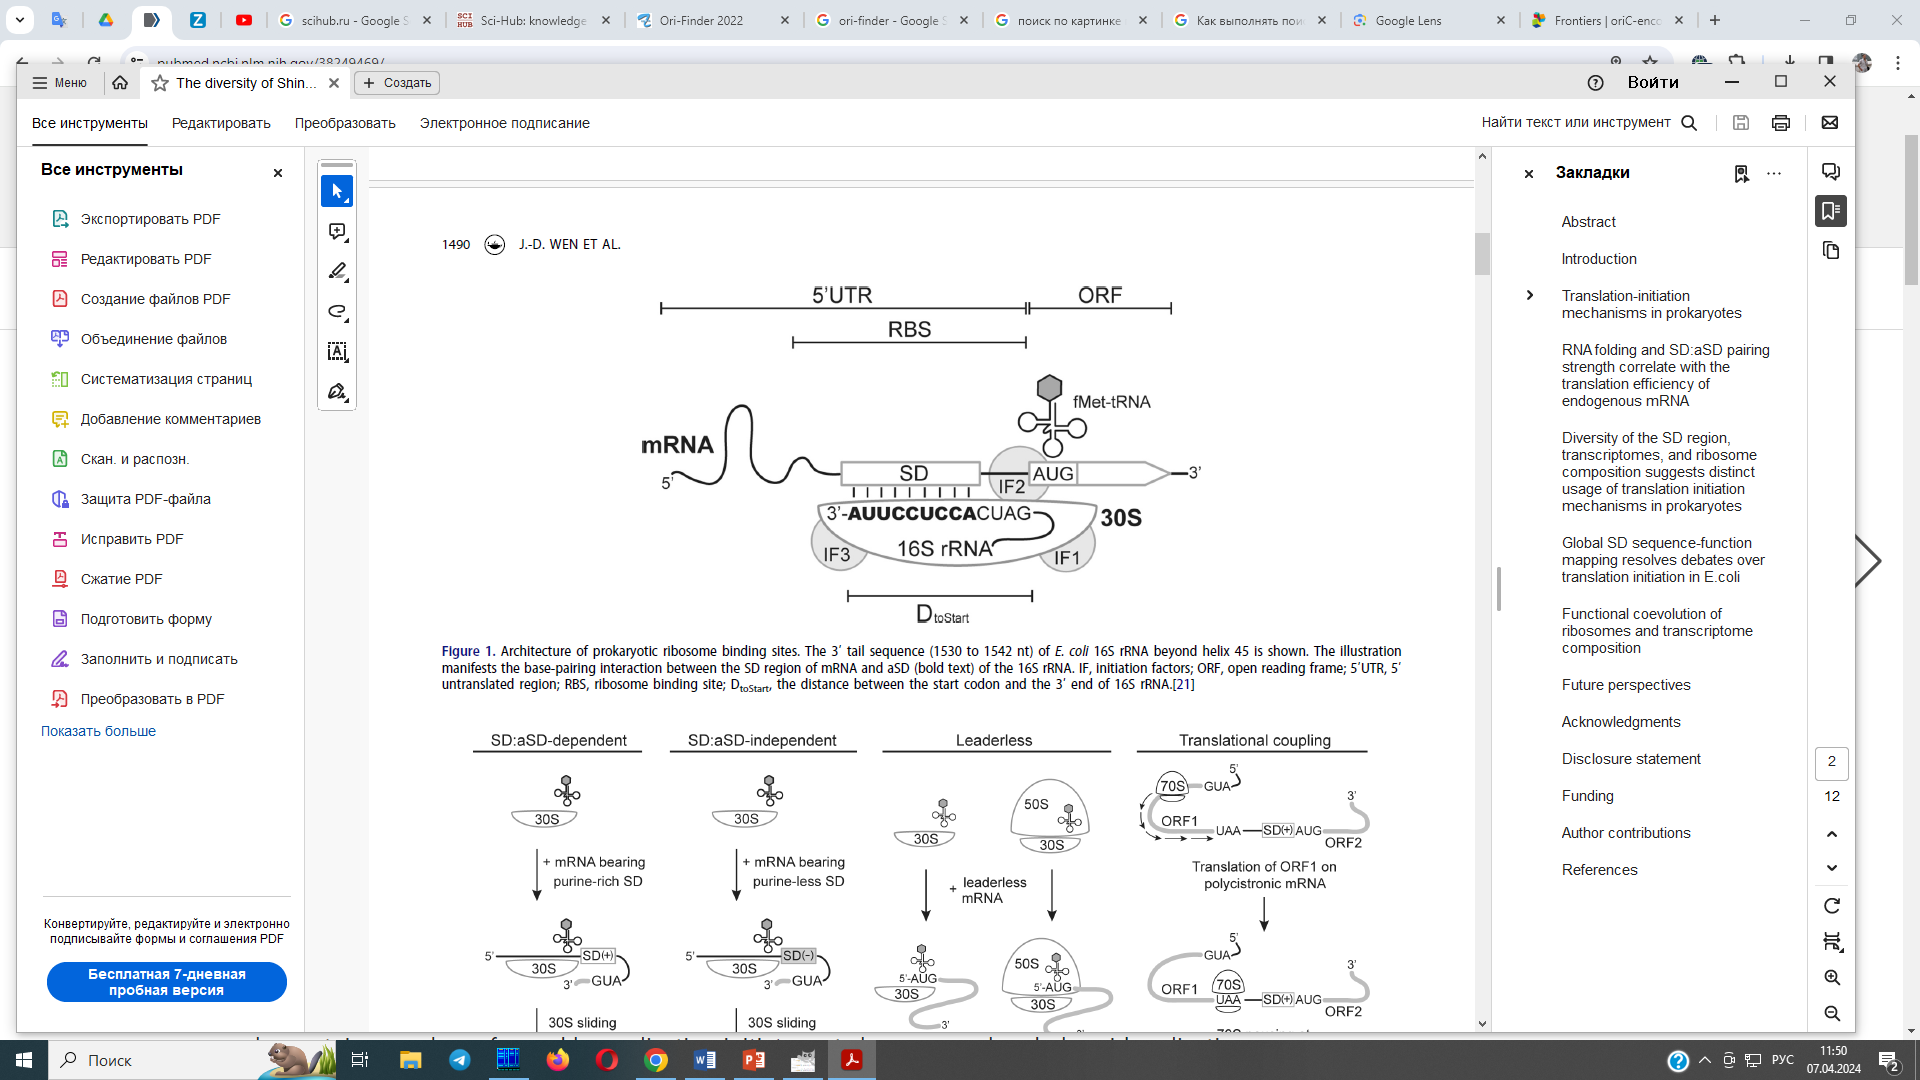 scihub.ru - Google S
Sci-Hub: knowledge
Ori-Finder 2022
ori-finder - Google S
поиск по картинке
Как выполнять пои
Google Lens
Frontiers | oriC-enco
pubmed.ncbi.nlm.nih.gov/38249469/
Меню
The diversity of Shin...
Создать
Войти
Все инструменты
Редактировать
Преобразовать
Электронное подписание
Найти текст или инструмент
Все инструменты
Экспортировать PDF
Редактировать PDF
Создание файлов PDF
Объединение файлов
Систематизация страниц
Добавление комментариев
Скан. и распозн.
Защита PDF-файла
Исправить PDF
Сжатие PDF
Подготовить форму
Заполнить и подписать
Преобразовать в PDF
Показать больше
Конвертируйте, редактируйте и электронно
подписывайте формы и соглашения PDF
Бесплатная 7-дневная
пробная версия
1490 J.-D. WEN ET AL.
5'UTR
ORF
RBS
fMet-tRNA
mRNA
5'
SD
IF2
AUG
3'
3'-AUUCCUCCACUAG
30S
IF3
16S rRNA
IF1
DtoStart
Figure 1. Architecture of prokaryotic ribosome binding sites. The 3′ tail sequence (1530 to 1542 nt) of E. coli 16S rRNA beyond helix 45 is shown. The illustration
manifests the base-pairing interaction between the SD region of mRNA and aSD (bold text) of the 16S rRNA. IF, initiation factors; ORF, open reading frame; 5′UTR, 5′
untranslated region; RBS, ribosome binding site; DtoStart, the distance between the start codon and the 3′ end of 16S rRNA.[21]
SD:aSD-dependent
30S
+ mRNA bearing
purine-rich SD
5'
SD(+)
30S
3'
GUA
30S sliding
SD:aSD-independent
30S
+ mRNA bearing
purine-less SD
5'
SD(-)
30S
3'
GUA
30S sliding
Leaderless
50S
30S
30S
+ leaderless
mRNA
5'-AUG
30S
3'
50S
5'-AUG
30S
3'
Translational coupling
5'
70S
GUA
3'
ORF1
UAA
SD(+)
AUG
ORF2
Translation of ORF1 on
polycistronic mRNA
5'
GUA
3'
ORF1
70S
UAA
SD(+)
AUG
ORF2
Закладки
Abstract
Introduction
Translation-initiation
mechanisms in prokaryotes
RNA folding and SD:aSD pairing
strength correlate with the
translation efficiency of
endogenous mRNA
Diversity of the SD region,
transcriptomes, and ribosome
composition suggests distinct
usage of translation initiation
mechanisms in prokaryotes
Global SD sequence-function
mapping resolves debates over
translation initiation in E.coli
Functional coevolution of
ribosomes and transcriptome
composition
Future perspectives
Acknowledgments
Disclosure statement
Funding
Author contributions
References
2
12
Поиск
РУС
11:50
07.04.2024
2